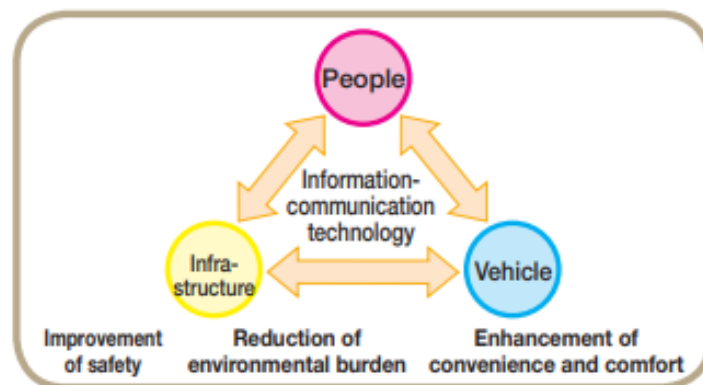 People
Information-
communication
technology
Infra-
structure
Vehicle
Improvement
of safety
Reduction of
environmental burden
Enhancement of
convenience and comfort